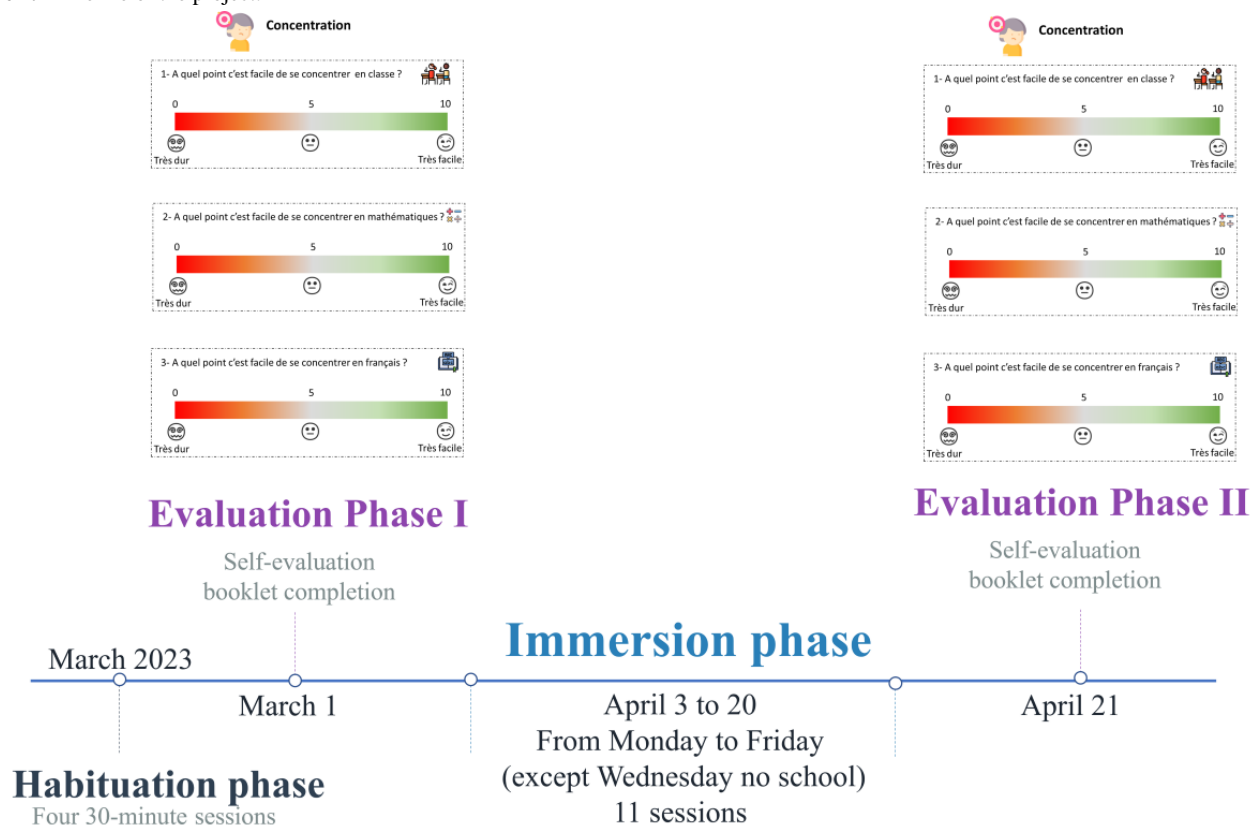 Concentration
1- A quel point c'est facile de se concentrer en classe ?
0 5 10
Très dur Très facile
2- A quel point c'est facile de se concentrer en mathématiques ?
0 5 10
Très dur Très facile
3- A quel point c'est facile de se concentrer en français ?
0 5 10
Très dur Très facile
Evaluation Phase I
Self-evaluation
booklet completion
Concentration
1- A quel point c'est facile de se concentrer en classe ?
0 5 10
Très dur Très facile
2- A quel point c'est facile de se concentrer en mathématiques ?
0 5 10
Très dur Très facile
3- A quel point c'est facile de se concentrer en français ?
0 5 10
Très dur Très facile
Evaluation Phase II
Self-evaluation
booklet completion
Immersion phase
March 2023
March 1
April 3 to 20
From Monday to Friday
(except Wednesday no school)
11 sessions
April 21
Habituation phase
Four 30-minute sessions